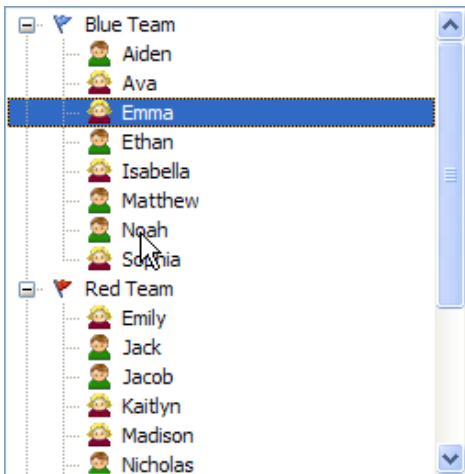 Blue Team
Aiden
Ava
Emma
Ethan
Isabella
Matthew
Noah
Sophia
Red Team
Emily
Jack
Jacob
Kaitlyn
Madison
Nicholas